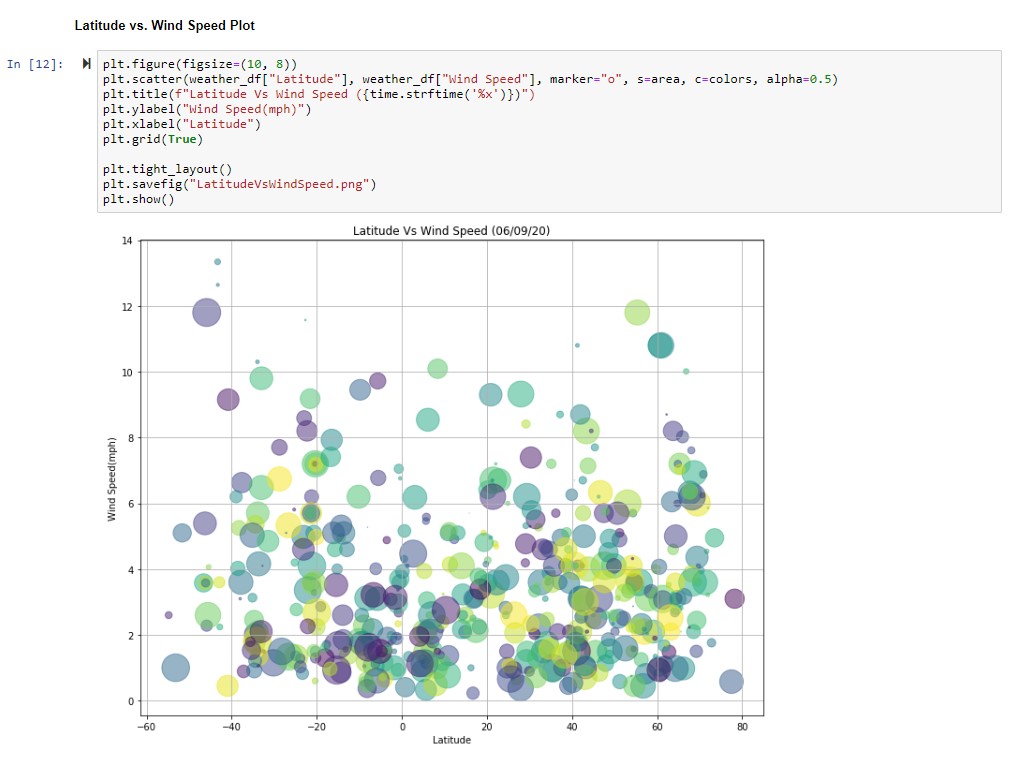 Latitude vs. Wind Speed Plot
In [12]:
plt.figure(figsize=(10, 8))
plt.scatter(weather_df["Latitude"], weather_df["Wind Speed"], marker="o", s=area, c=colors, alpha=0.5)
plt.title(f"Latitude Vs Wind Speed ({time.strftime('%x')})")
plt.ylabel("Wind Speed(mph)")
plt.xlabel("Latitude")
plt.grid(True)
plt.tight_layout()
plt.savefig("LatitudeVsWindSpeed.png")
plt.show()
Latitude Vs Wind Speed (06/09/20)
14
12
10
8
6
4
2
0
Wind Speed(mph)
−60 −40 −20 0 20 40 60 80
Latitude